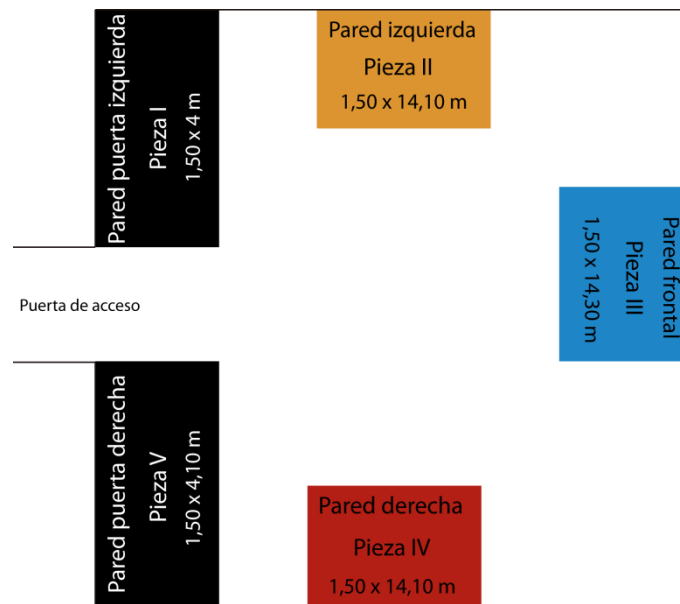 Pared puerta izquierda
Pieza I
1,50 x 4 m
Pared izquierda
Pieza II
1,50 x 14,10 m
Pared frontal
Pieza III
1,50 x 14,30 m
Puerta de acceso
Pared puerta derecha
Pieza V
1,50 x 4,10 m
Pared derecha
Pieza IV
1,50 x 14,10 m